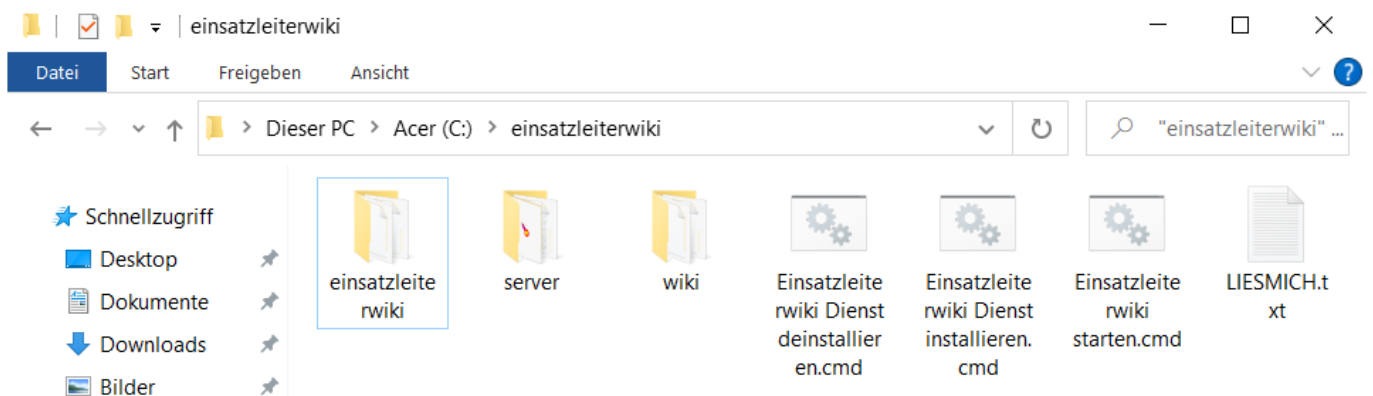 einsatzleiterwiki
Datei Start Freigeben Ansicht ?
Dieser PC > Acer (C:) > einsatzleiterwiki
"einsatzleiterwiki" ...
Schnellzugriff
Desktop
Dokumente
Downloads
Bilder
einsatzleite
rwiki
server
wiki
Einsatzleite
rwiki Dienst
deinstallier
en.cmd
Einsatzleite
rwiki Dienst
installieren.
cmd
Einsatzleite
rwiki
starten.cmd
LIESMICH.t
xt